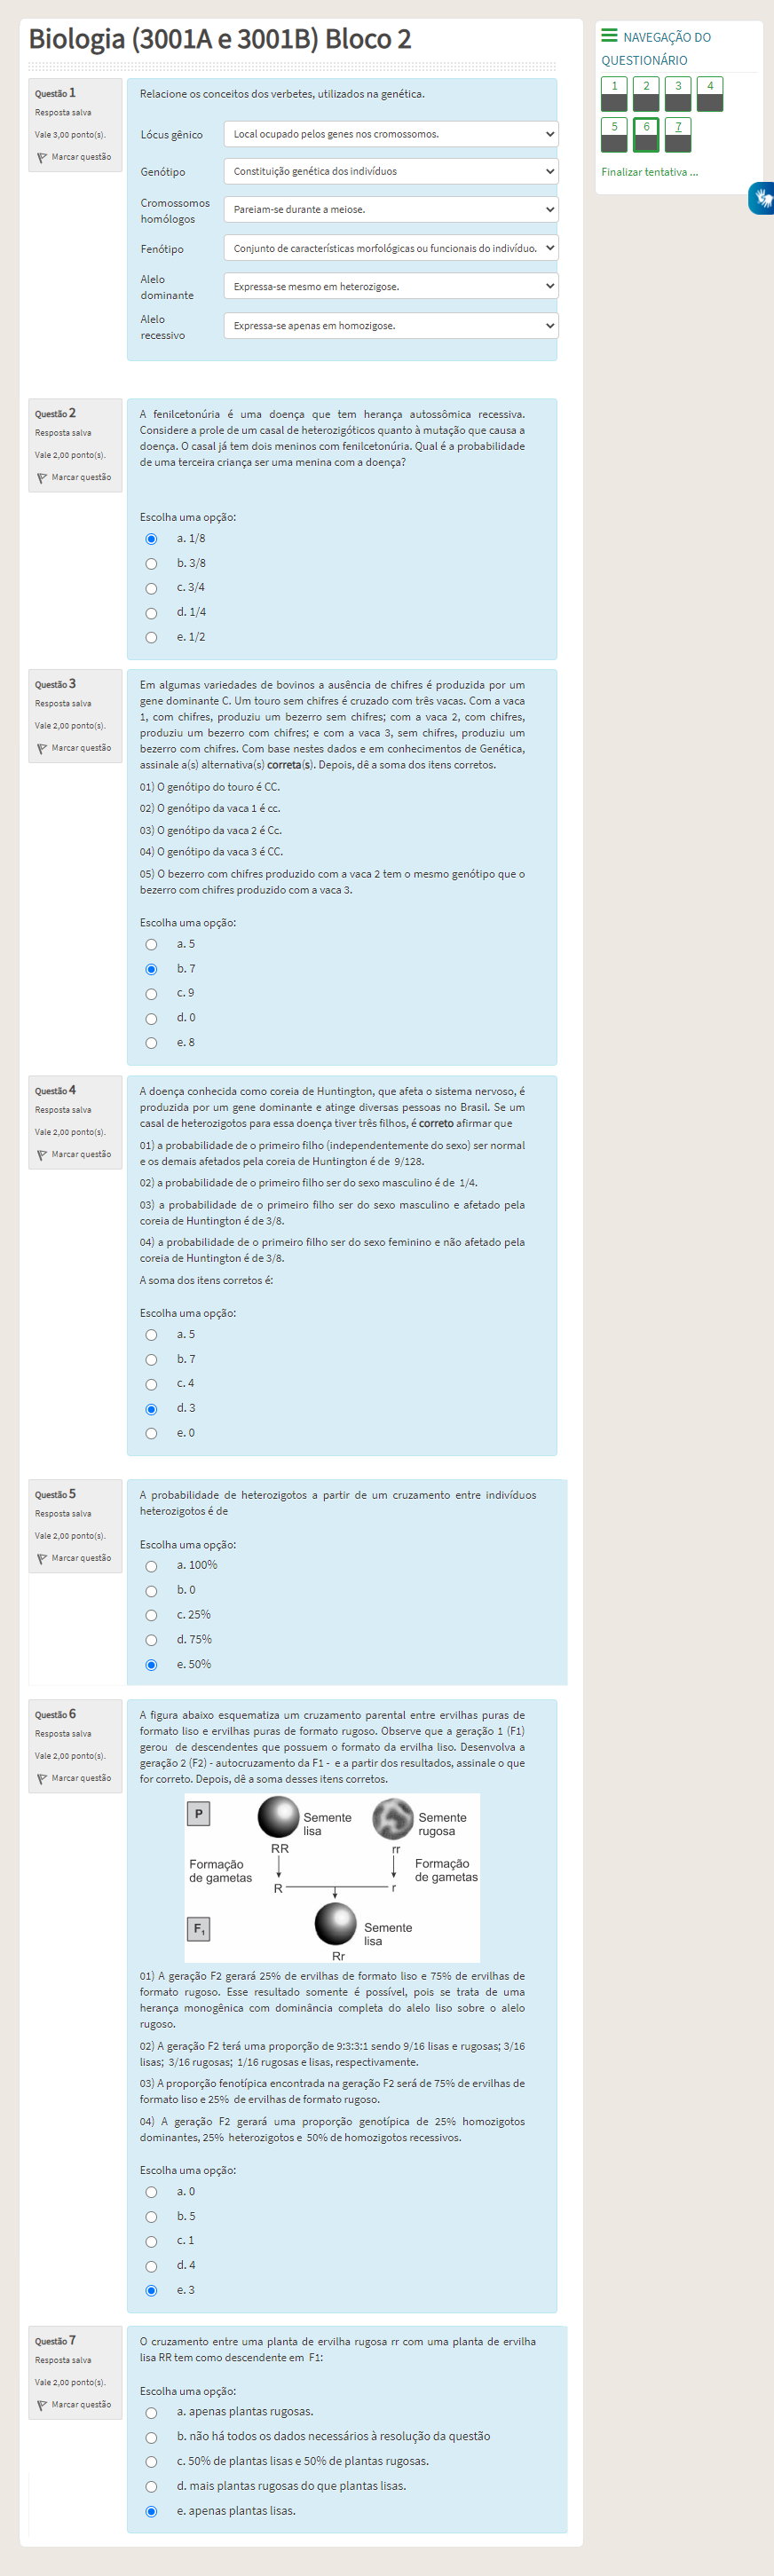 Biologia (3001A e 3001B) Bloco 2
NAVEGAÇÃO DO
QUESTIONÁRIO
1 2 3 4
5 6 7
Finalizar tentativa ...
Questão 1
Resposta salva
Vale 3,00 ponto(s).
Marcar questão
Relacione os conceitos dos verbetes, utilizados na genética.
Lócus gênico
Local ocupado pelos genes nos cromossomos.
Genótipo
Constituição genética dos indivíduos
Cromossomos
homólogos
Pareiam-se durante a meiose.
Fenótipo
Conjunto de características morfológicas ou funcionais do indivíduo.
Alelo
dominante
Expressa-se mesmo em heterozigose.
Alelo
recessivo
Expressa-se apenas em homozigose.
Questão 2
Resposta salva
Vale 2,00 ponto(s).
Marcar questão
A fenilcetonúria é uma doença que tem herança autossômica recessiva.
Considere a prole de um casal de heterozigóticos quanto à mutação que causa a
doença. O casal já tem dois meninos com fenilcetonúria. Qual é a probabilidade
de uma terceira criança ser uma menina com a doença?
Escolha uma opção:
a. 1/8
b. 3/8
c. 3/4
d. 1/4
e. 1/2
Questão 3
Resposta salva
Vale 2,00 ponto(s).
Marcar questão
Em algumas variedades de bovinos a ausência de chifres é produzida por um
gene dominante C. Um touro sem chifres é cruzado com três vacas. Com a vaca
1, com chifres, produziu um bezerro sem chifres; com a vaca 2, com chifres,
produziu um bezerro com chifres; e com a vaca 3, sem chifres, produziu um
bezerro com chifres. Com base nestes dados e em conhecimentos de Genética,
assinale a(s) alternativa(s) correta(s). Depois, dê a soma dos itens corretos.
01) O genótipo do touro é CC.
02) O genótipo da vaca 1 é cc.
03) O genótipo da vaca 2 é Cc.
04) O genótipo da vaca 3 é CC.
05) O bezerro com chifres produzido com a vaca 2 tem o mesmo genótipo que o
bezerro com chifres produzido com a vaca 3.
Escolha uma opção:
a. 5
b. 7
c. 9
d. 0
e. 8
Questão 4
Resposta salva
Vale 2,00 ponto(s).
Marcar questão
A doença conhecida como coreia de Huntington, que afeta o sistema nervoso, é
produzida por um gene dominante e atinge diversas pessoas no Brasil. Se um
casal de heterozigotos para essa doença tiver três filhos, é correto afirmar que
01) a probabilidade de o primeiro filho (independentemente do sexo) ser normal
e os demais afetados pela coreia de Huntington é de 9/128.
02) a probabilidade de o primeiro filho ser do sexo masculino é de 1/4.
03) a probabilidade de o primeiro filho ser do sexo masculino e afetado pela
coreia de Huntington é de 3/8.
04) a probabilidade de o primeiro filho ser do sexo feminino e não afetado pela
coreia de Huntington é de 3/8.
A soma dos itens corretos é:
Escolha uma opção:
a. 5
b. 7
c. 4
d. 3
e. 0
Questão 5
Resposta salva
Vale 2,00 ponto(s).
Marcar questão
A probabilidade de heterozigotos a partir de um cruzamento entre indivíduos
heterozigotos é de
Escolha uma opção:
a. 100%
b. 0
c. 25%
d. 75%
e. 50%
Questão 6
Resposta salva
Vale 2,00 ponto(s).
Marcar questão
A figura abaixo esquematiza um cruzamento parental entre ervilhas puras de
formato liso e ervilhas puras de formato rugoso. Observe que a geração 1 (F1)
gerou de descendentes que possuem o formato da ervilha liso. Desenvolva a
geração 2 (F2) - autocruzamento da F1 - e a partir dos resultados, assinale o que
for correto. Depois, dê a soma desses itens corretos.
P
Semente
lisa
Semente
rugosa
RR rr
Formação
de gametas
Formação
de gametas
R r
F1
Semente
lisa
Rr
01) A geração F2 gerará 25% de ervilhas de formato liso e 75% de ervilhas de
formato rugoso. Esse resultado somente é possível, pois se trata de uma
herança monogênica com dominância completa do alelo liso sobre o alelo
rugoso.
02) A geração F2 terá uma proporção de 9:3:3:1 sendo 9/16 lisas e rugosas; 3/16
lisas; 3/16 rugosas; 1/16 rugosas e lisas, respectivamente.
03) A proporção fenotípica encontrada na geração F2 será de 75% de ervilhas de
formato liso e 25% de ervilhas de formato rugoso.
04) A geração F2 gerará uma proporção genotípica de 25% homozigotos
dominantes, 25% heterozigotos e 50% de homozigotos recessivos.
Escolha uma opção:
a. 0
b. 5
c. 1
d. 4
e. 3
Questão 7
Resposta salva
Vale 2,00 ponto(s).
Marcar questão
O cruzamento entre uma planta de ervilha rugosa rr com uma planta de ervilha
lisa RR tem como descendente em F1:
Escolha uma opção:
a. apenas plantas rugosas.
b. não há todos os dados necessários à resolução da questão
c. 50% de plantas lisas e 50% de plantas rugosas.
d. mais plantas rugosas do que plantas lisas.
e. apenas plantas lisas.